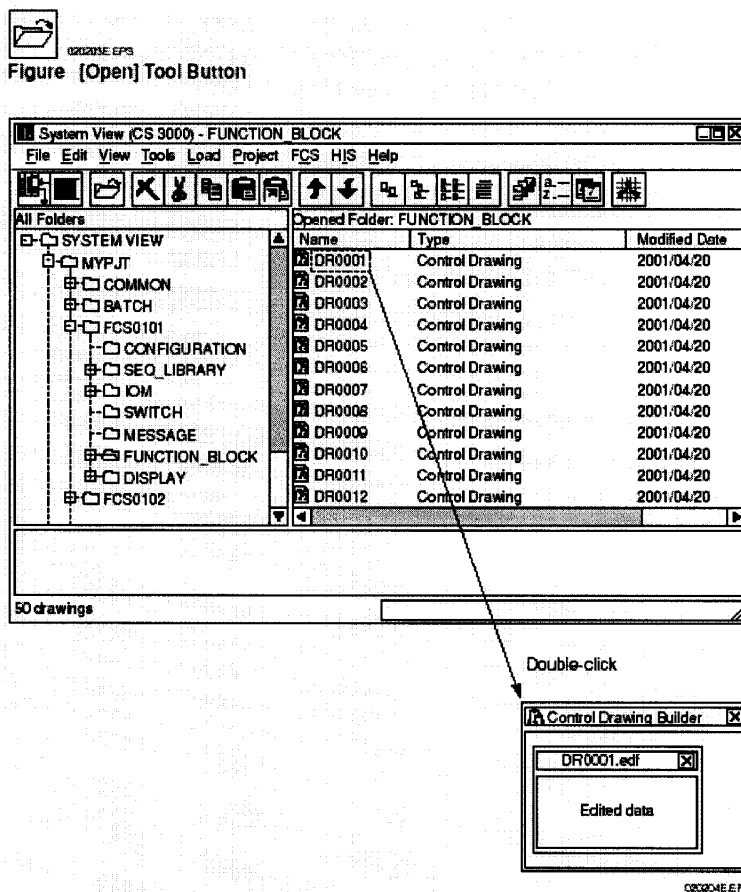 020203E.EPS
Figure [Open] Tool Button
System View (CS 3000) - FUNCTION_BLOCK
File Edit View Tools Load Project FCS HIS Help
All Folders
Opened Folder: FUNCTION_BLOCK
Name Type Modified Date
SYSTEM VIEW
MYPJT
COMMON
BATCH
FCS0101
CONFIGURATION
SEQ_LIBRARY
IOM
SWITCH
MESSAGE
FUNCTION_BLOCK
DISPLAY
FCS0102
DR0001 Control Drawing 2001/04/20
DR0002 Control Drawing 2001/04/20
DR0003 Control Drawing 2001/04/20
DR0004 Control Drawing 2001/04/20
DR0005 Control Drawing 2001/04/20
DR0006 Control Drawing 2001/04/20
DR0007 Control Drawing 2001/04/20
DR0008 Control Drawing 2001/04/20
DR0009 Control Drawing 2001/04/20
DR0010 Control Drawing 2001/04/20
DR0011 Control Drawing 2001/04/20
DR0012 Control Drawing 2001/04/20
50 drawings
Double-click
Control Drawing Builder
DR0001.edf
Edited data